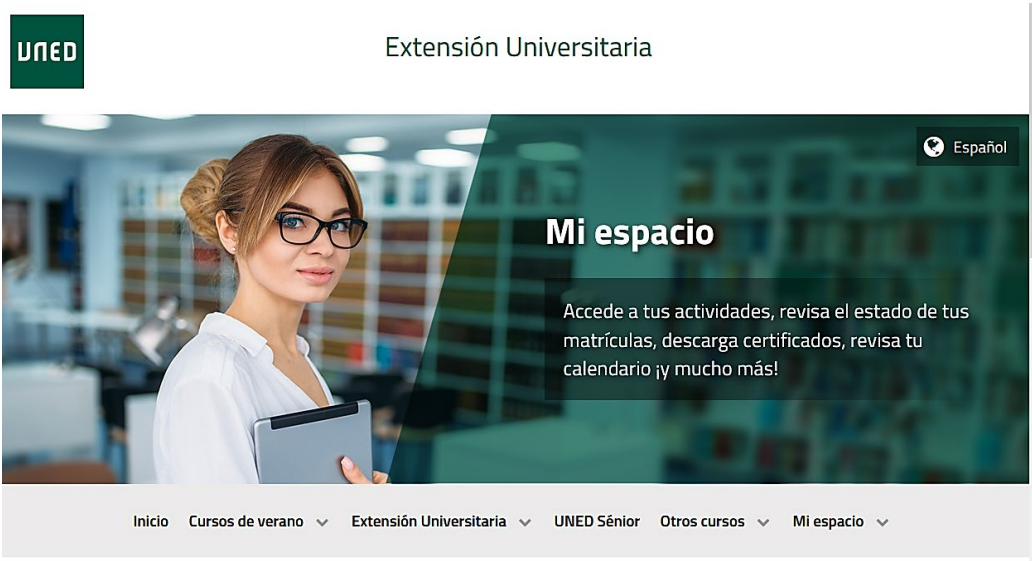 UNED
Extensión Universitaria
Español
Mi espacio
Accede a tus actividades, revisa el estado de tus
matrículas, descarga certificados, revisa tu
calendario ¡y mucho más!
Inicio Cursos de verano Extensión Universitaria UNED Sénior Otros cursos Mi espacio